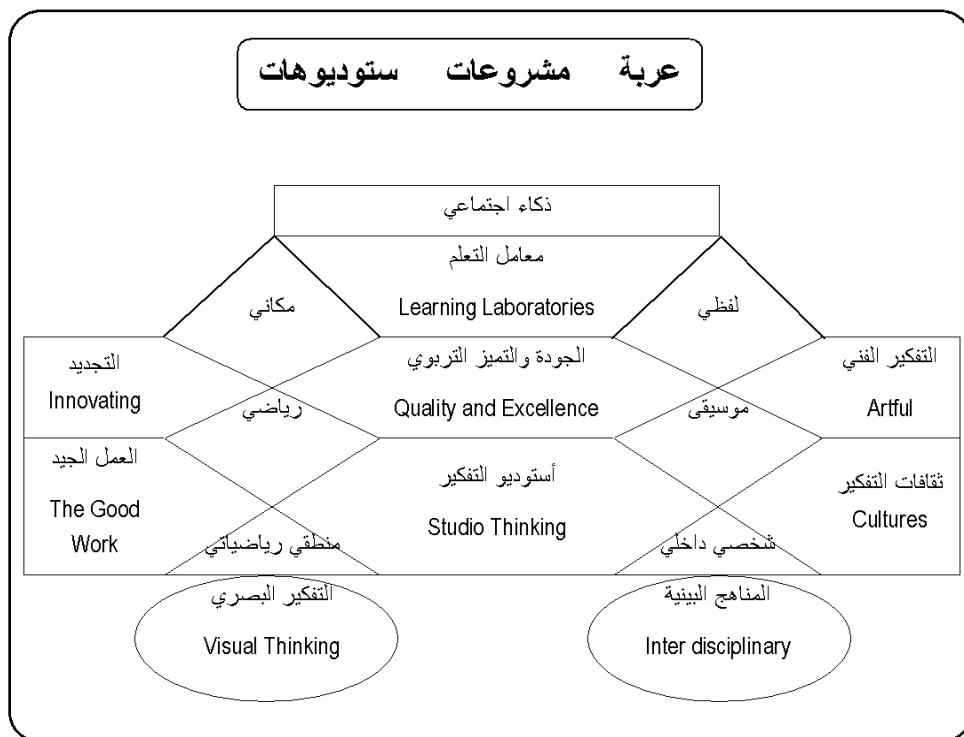 عربة مشروعات ستوديوهات
ذكاء اجتماعي
معامل التعلم
Learning Laboratories
لفظي
مكاني
التفكير الفني
Artful
الجودة والتميز التربوي
Quality and Excellence
التجديد
Innovating
موسيقى
رياضي
ثقافات التفكير
Cultures
أستوديو التفكير
Studio Thinking
العمل الجيد
The Good
Work
شخصي داخلي
منطقي رياضياتي
المناهج البينية
Inter disciplinary
التفكير البصري
Visual Thinking